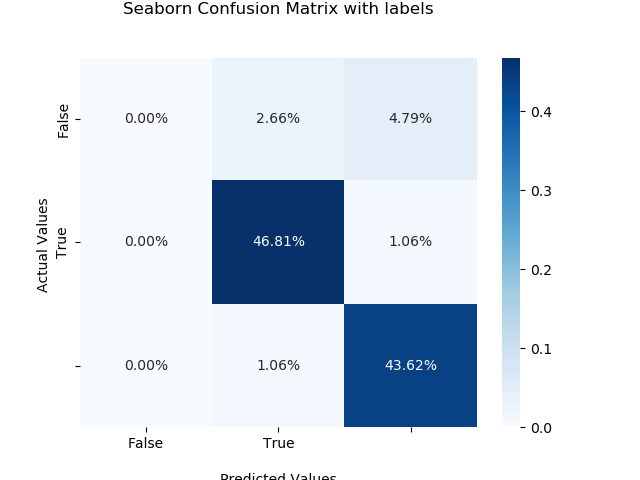 Seaborn Confusion Matrix with labels
False
0.00% 2.66% 4.79%
Actual Values
True
0.00% 46.81% 1.06%
0.00% 1.06% 43.62%
False True
Predicted Values
0.4
0.3
0.2
0.1
0.0